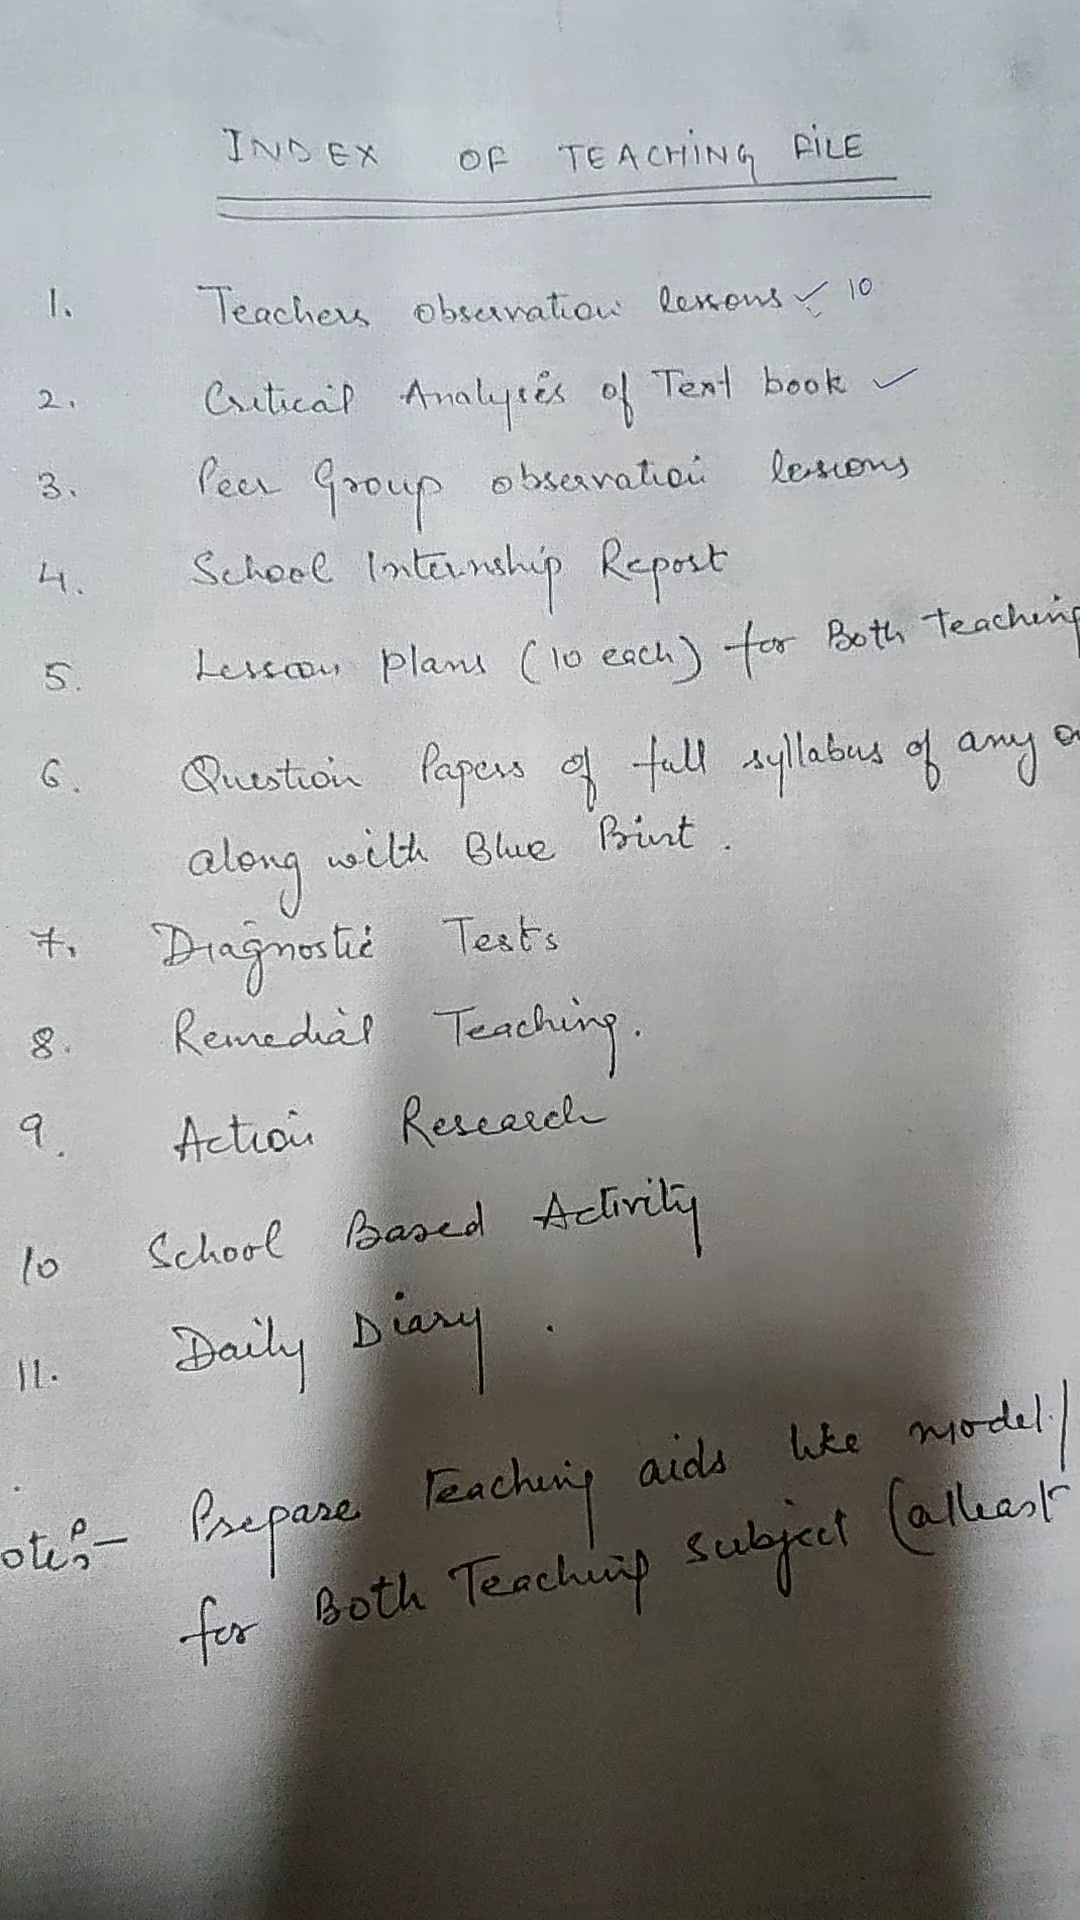 INDEX OF TEACHING FILE
1. Teachers observation lessons ✓ 10
2. Critical Analysis of Text book ✓
3. Peer Group observation lessons
4. School Internship Report
5. Lesson plans (10 each) for Both Teaching
6. Question Papers of full syllabus of any
along with Blue Print.
7. Diagnostic Tests
8. Remedial Teaching.
9. Action Research
10 School Based Activity
11. Daily Diary.
ote:- Prepare Teaching aids like model/
for Both Teaching subject (atleast